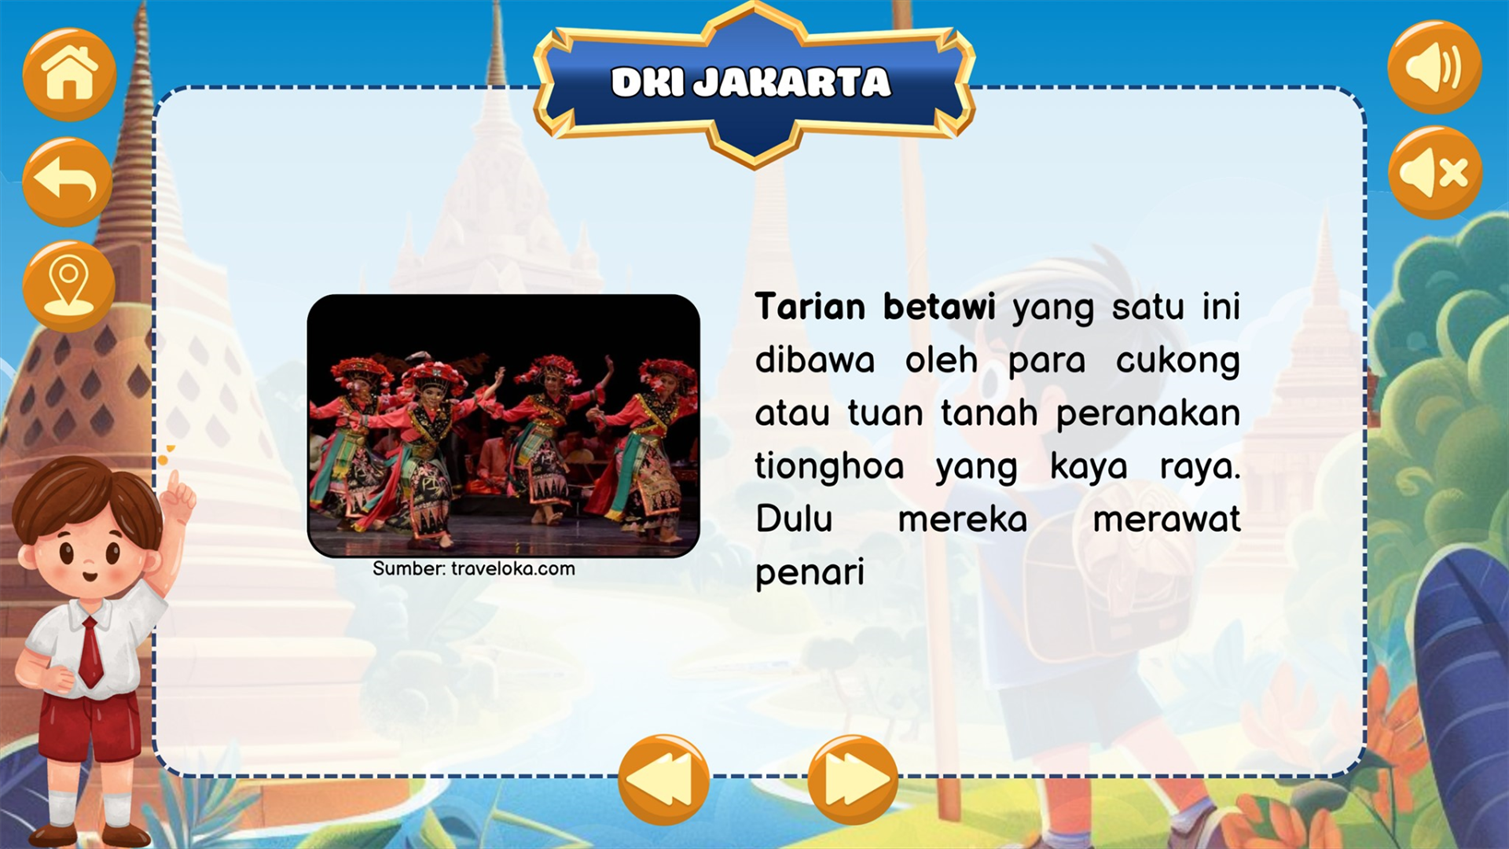 DKI JAKARTA
Tarian betawi yang satu ini
dibawa oleh para cukong
atau tuan tanah peranakan
tionghoa yang kaya raya.
Dulu mereka merawat
penari
Sumber: traveloka.com